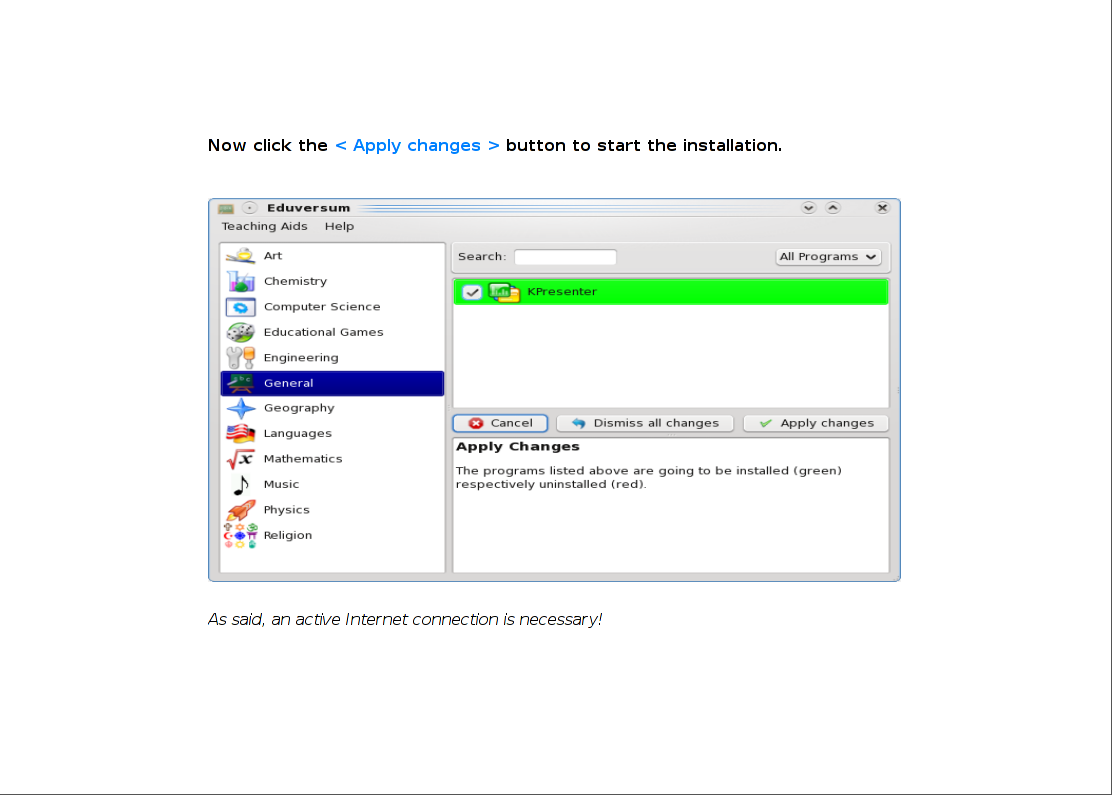 Now click the < Apply changes > button to start the installation.
Eduversum
Teaching Aids Help
Art
Chemistry
Computer Science
Educational Games
Engineering
General
Geography
Languages
Mathematics
Music
Physics
Religion
Search: All Programs
KPresenter
Cancel Dismiss all changes Apply changes
Apply Changes
The programs listed above are going to be installed (green)
respectively uninstalled (red).
As said, an active Internet connection is necessary!